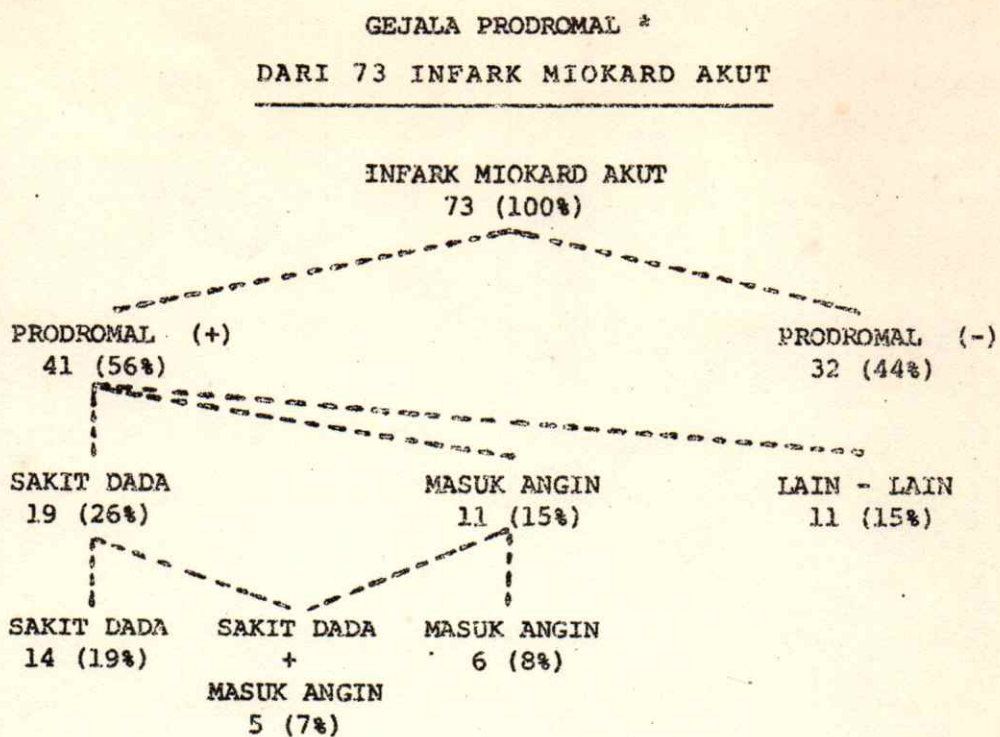 GEJALA PRODROMAL *
DARI 73 INFARK MIOKARD AKUT
INFARK MIOKARD AKUT
73 (100%)
PRODROMAL (+)
41 (56%)
PRODROMAL (-)
32 (44%)
SAKIT DADA
19 (26%)
MASUK ANGIN
11 (15%)
LAIN - LAIN
11 (15%)
SAKIT DADA
14 (19%)
SAKIT DADA
+
MASUK ANGIN
5 (7%)
MASUK ANGIN
6 (8%)